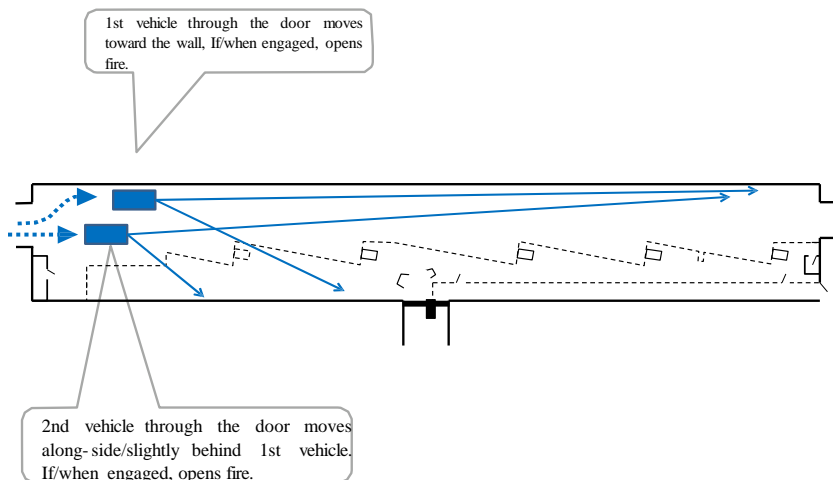 1st vehicle through the door moves
toward the wall, If/when engaged, opens
fire.
2nd vehicle through the door moves
along-side/slightly behind 1st vehicle.
If/when engaged, opens fire.